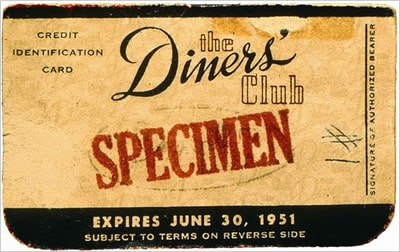 CREDIT
IDENTIFICATION
CARD
the
Diners'
Club
SPECIMEN
SIGNATURE OF AUTHORIZED BEARER
EXPIRES JUNE 30, 1951
SUBJECT TO TERMS ON REVERSE SIDE